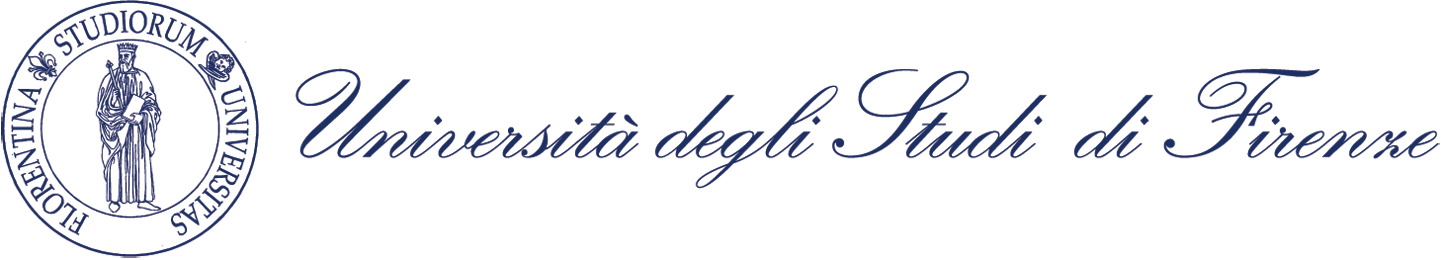 FLORENTINA STUDIORUM UNIVERSITAS
Università degli Studi di Firenze